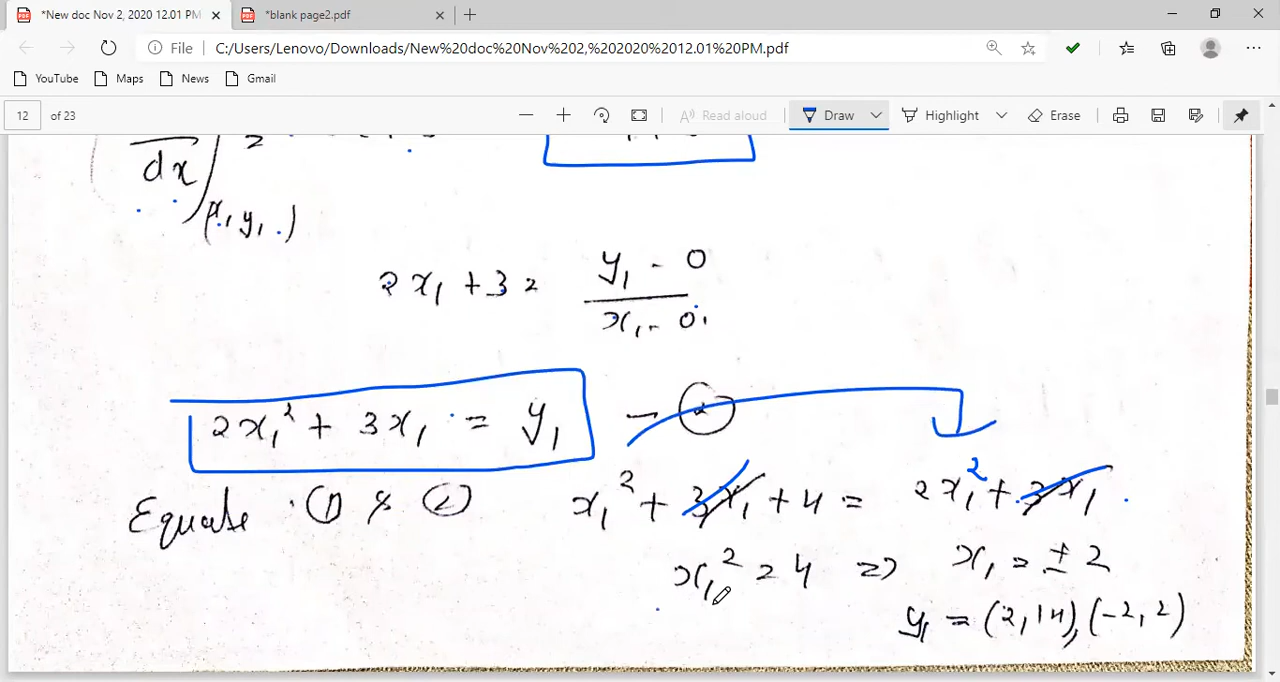 *New doc Nov 2, 2020 12.01 PM
*blank page2.pdf
File C:/Users/Lenovo/Downloads/New%20doc%20Nov%202,%202020%2012.01%20PM.pdf
YouTube Maps News Gmail
12 of 23 Read aloud Draw Highlight Erase
dx 2
(x₁ y₁)
2x₁ + 3 = y₁ - 0 / x₁ - 0
2x₁² + 3x₁ = y₁ - ②
Equate ① & ② x₁² + 3x₁ + 4 = 2x₁² + 3x₁
x₁² = 4 => x₁ = ± 2
y₁ = (2, 14), (-2, 2)